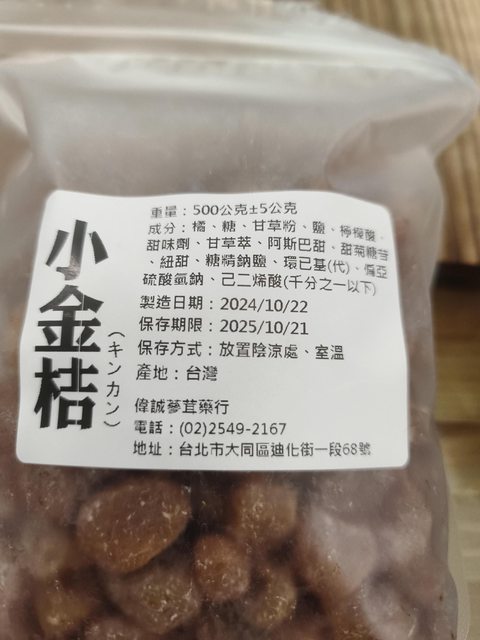 小金桔
(キンカン)
重量：500公克±5公克
成分：橘、糖、甘草粉、鹽、檸檬酸、
甜味劑、甘草萃、阿斯巴甜、甜菊糖苷
、紐甜、糖精鈉鹽、環已基(代)、偏亞
硫酸氫鈉、己二烯酸(千分之一以下)
製造日期：2024/10/22
保存期限：2025/10/21
保存方式：放置陰涼處、室溫
產地：台灣
偉誠蔘茸藥行
電話：(02)2549-2167
地址：台北市大同區迪化街一段68號